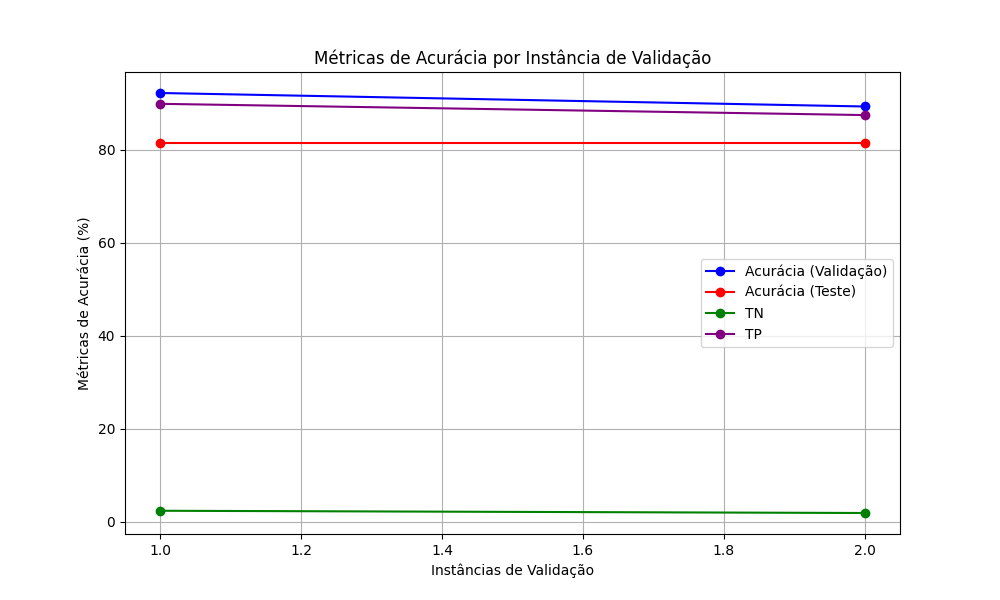 Métricas de Acurácia por Instância de Validação
Métricas de Acurácia (%)
80
60
40
20
0
Acurácia (Validação)
Acurácia (Teste)
TN
TP
1.0 1.2 1.4 1.6 1.8 2.0
Instâncias de Validação